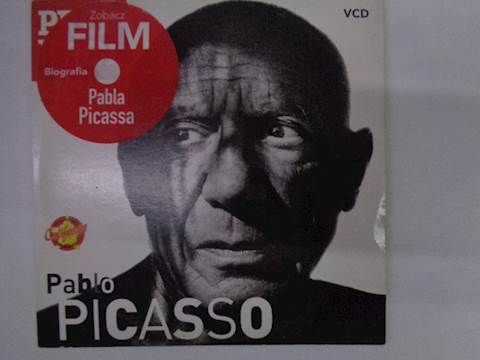 Zobacz
FILM
VCD
Biografia
Pabla
Picassa
Pablo
PICASSO